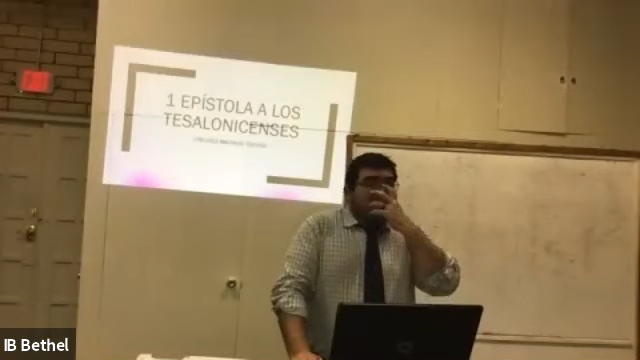 1 EPÍSTOLA A LOS
TESALONICENSES
IB Bethel